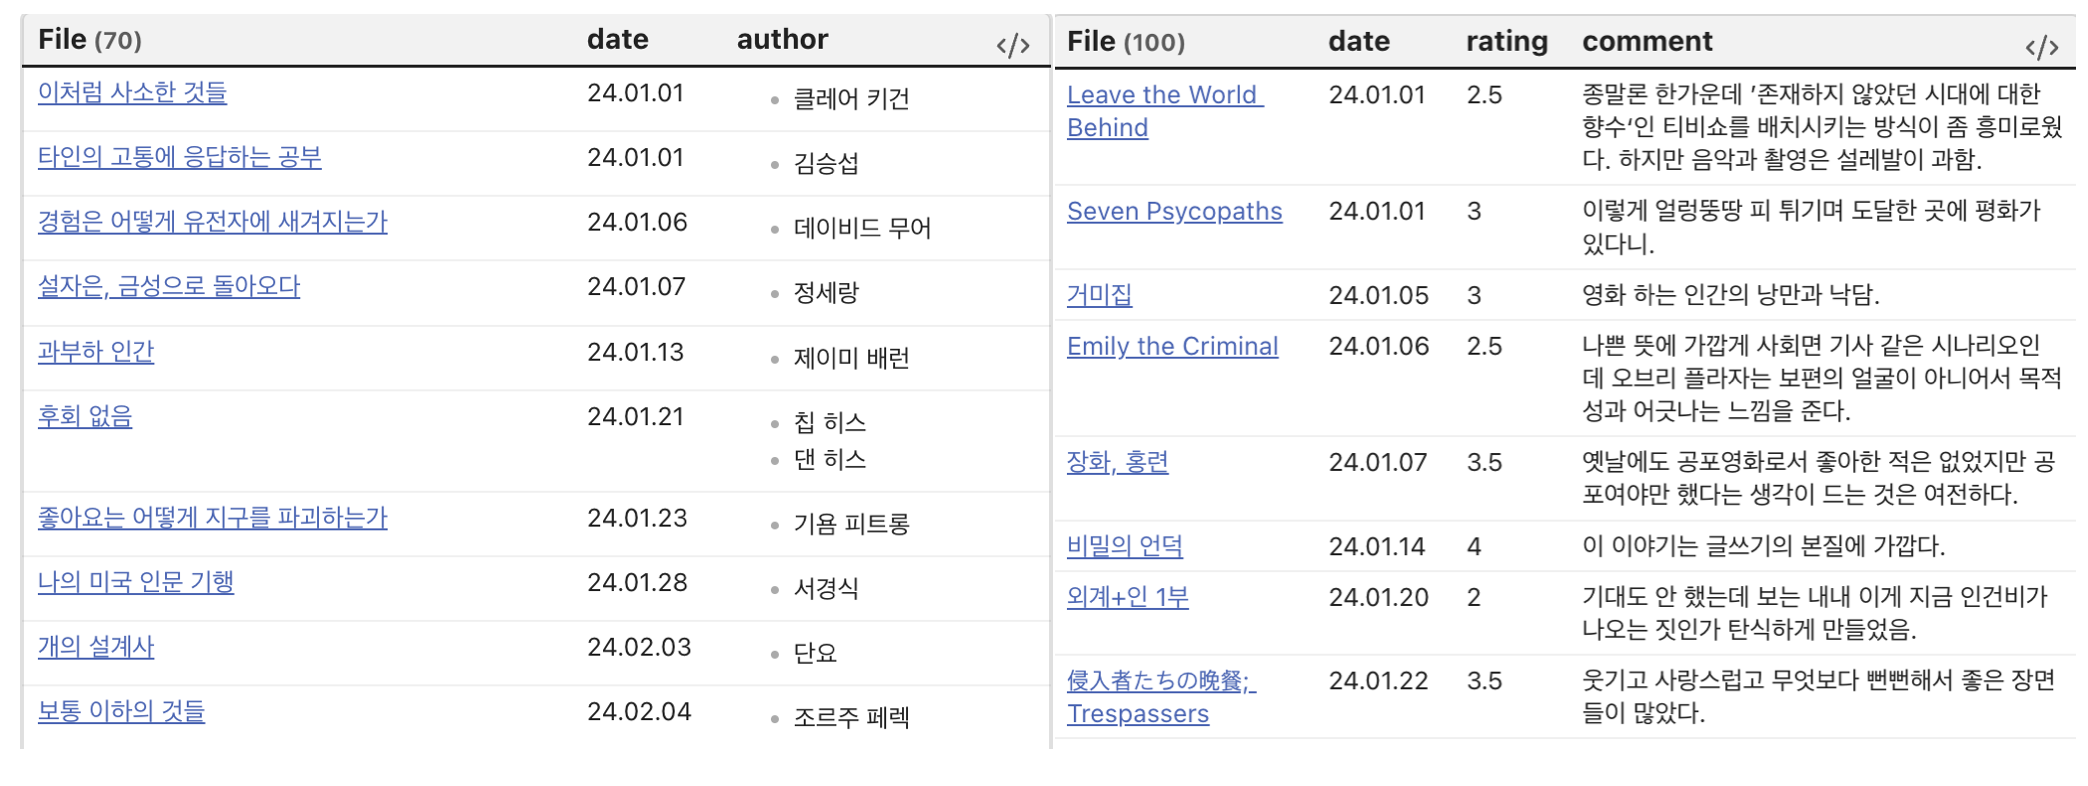 File (70) date author </>
이처럼 사소한 것들 24.01.01 • 클레어 키건
타인의 고통에 응답하는 공부 24.01.01 • 김승섭
경험은 어떻게 유전자에 새겨지는가 24.01.06 • 데이비드 무어
설자은, 금성으로 돌아오다 24.01.07 • 정세랑
과부하 인간 24.01.13 • 제이미 배런
후회 없음 24.01.21 • 칩 히스
• 댄 히스
좋아요는 어떻게 지구를 파괴하는가 24.01.23 • 기욤 피트롱
나의 미국 인문 기행 24.01.28 • 서경식
개의 설계사 24.02.03 • 단요
보통 이하의 것들 24.02.04 • 조르주 페렉
File (100) date rating comment </>
Leave the World 24.01.01 2.5 종말론 한가운데 '존재하지 않았던 시대에 대한
Behind 향수'인 티비쇼를 배치시키는 방식이 좀 흥미로웠
다. 하지만 음악과 촬영은 설레발이 과함.
Seven Psycopaths 24.01.01 3 이렇게 얼렁뚱땅 피 튀기며 도달한 곳에 평화가
있다니.
거미집 24.01.05 3 영화 하는 인간의 낭만과 낙담.
Emily the Criminal 24.01.06 2.5 나쁜 뜻에 가깝게 사회면 기사 같은 시나리오인
데 오브리 플라자는 보편의 얼굴이 아니어서 목적
성과 어긋나는 느낌을 준다.
장화, 홍련 24.01.07 3.5 옛날에도 공포영화로서 좋아한 적은 없었지만 공
포여야만 했다는 생각이 드는 것은 여전하다.
비밀의 언덕 24.01.14 4 이 이야기는 글쓰기의 본질에 가깝다.
외계+인 1부 24.01.20 2 기대도 안 했는데 보는 내내 이게 지금 인건비가
나오는 짓인가 탄식하게 만들었음.
侵入者たちの晩餐; 24.01.22 3.5 웃기고 사랑스럽고 무엇보다 뻔뻔해서 좋은 장면
Trespassers 들이 많았다.